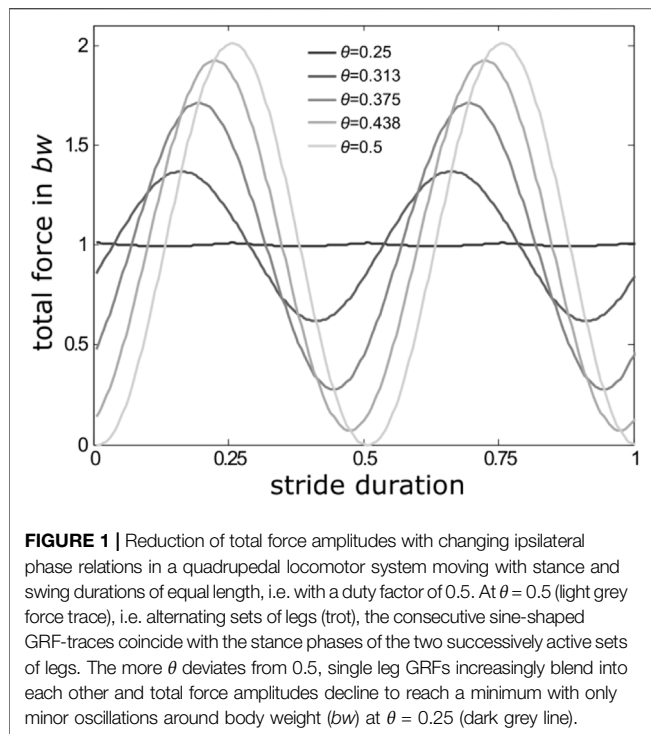 2
1.5
1
0.5
0
total force in bw
θ=0.25
θ=0.313
θ=0.375
θ=0.438
θ=0.5
0
0.25
0.5
0.75
1
stride duration
FIGURE 1 | Reduction of total force amplitudes with changing ipsilateral
phase relations in a quadrupedal locomotor system moving with stance and
swing durations of equal length, i.e. with a duty factor of 0.5. At θ = 0.5 (light grey
force trace), i.e. alternating sets of legs (trot), the consecutive sine-shaped
GRF-traces coincide with the stance phases of the two successively active sets
of legs. The more θ deviates from 0.5, single leg GRFs increasingly blend into
each other and total force amplitudes decline to reach a minimum with only
minor oscillations around body weight (bw) at θ = 0.25 (dark grey line).